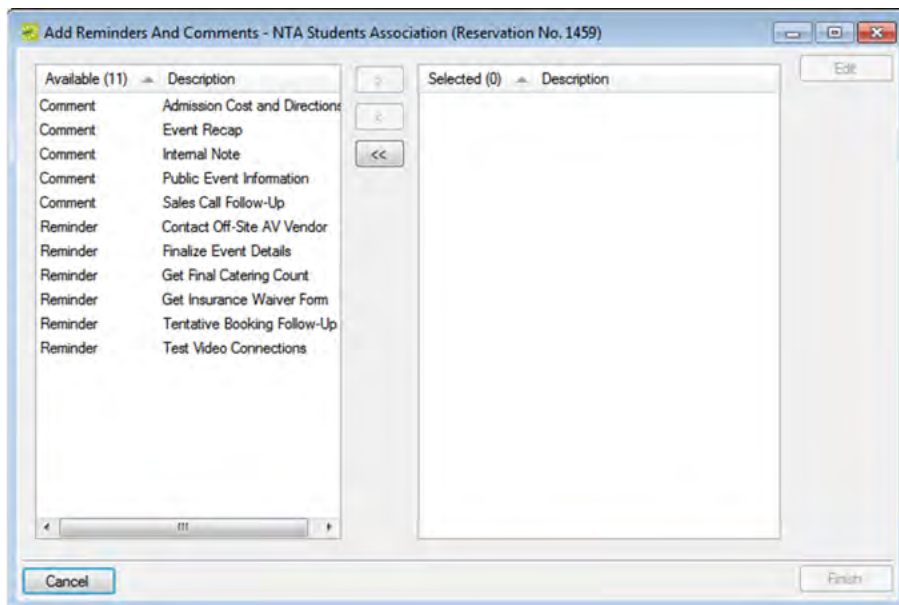 Add Reminders And Comments - NTA Students Association (Reservation No. 1459)
Available (11) Description
Comment Admission Cost and Directions
Comment Event Recap
Comment Internal Note
Comment Public Event Information
Comment Sales Call Follow-Up
Reminder Contact Off-Site AV Vendor
Reminder Finalize Event Details
Reminder Get Final Catering Count
Reminder Get Insurance Waiver Form
Reminder Tentative Booking Follow-Up
Reminder Test Video Connections
>
<
<<
Selected (0) Description
Edit
Cancel
Finish